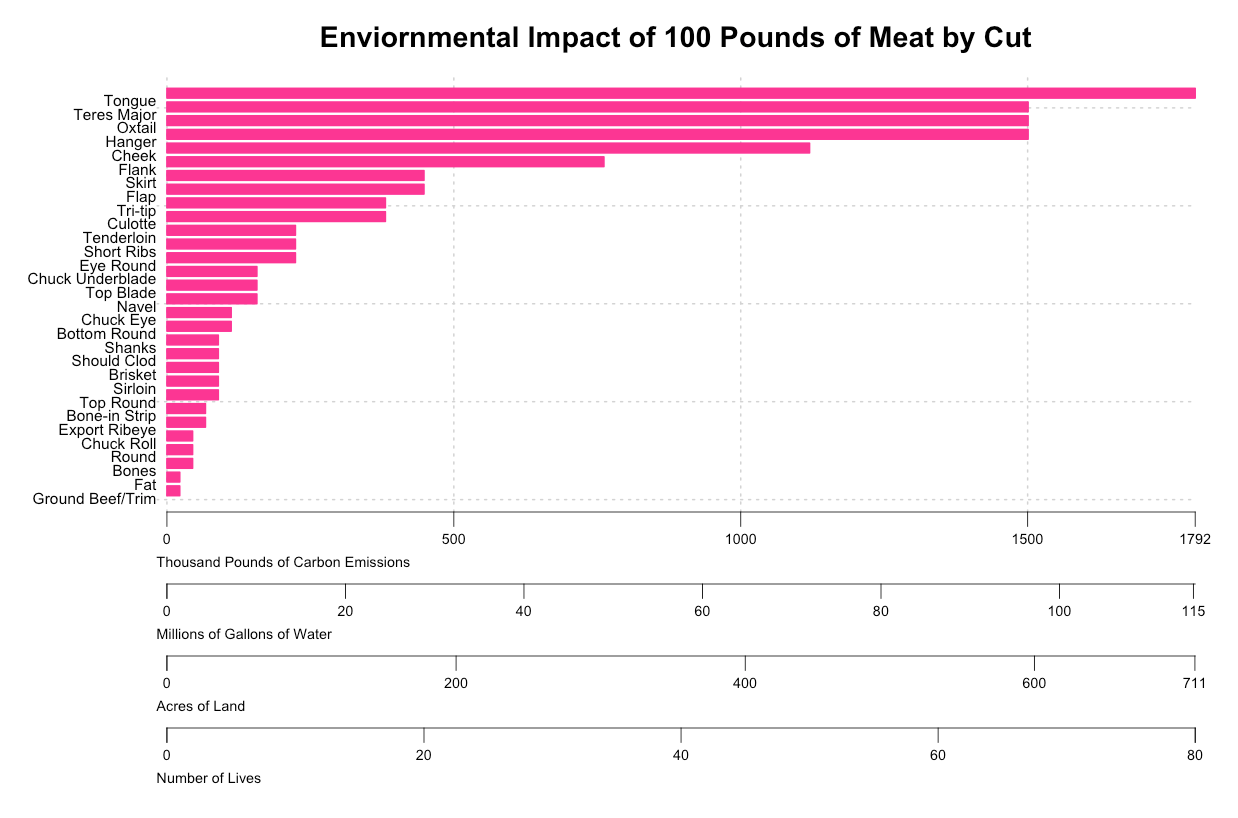 Enviornmental Impact of 100 Pounds of Meat by Cut
Tongue
Teres Major
Oxtail
Hanger
Cheek
Flank
Skirt
Flap
Tri-tip
Culotte
Tenderloin
Short Ribs
Eye Round
Chuck Underblade
Top Blade
Navel
Chuck Eye
Bottom Round
Shanks
Should Clod
Brisket
Sirloin
Top Round
Bone-in Strip
Export Ribeye
Chuck Roll
Round
Bones
Fat
Ground Beef/Trim
0 500 1000 1500 1792
Thousand Pounds of Carbon Emissions
0 20 40 60 80 100 115
Millions of Gallons of Water
0 200 400 600 711
Acres of Land
0 20 40 60 80
Number of Lives